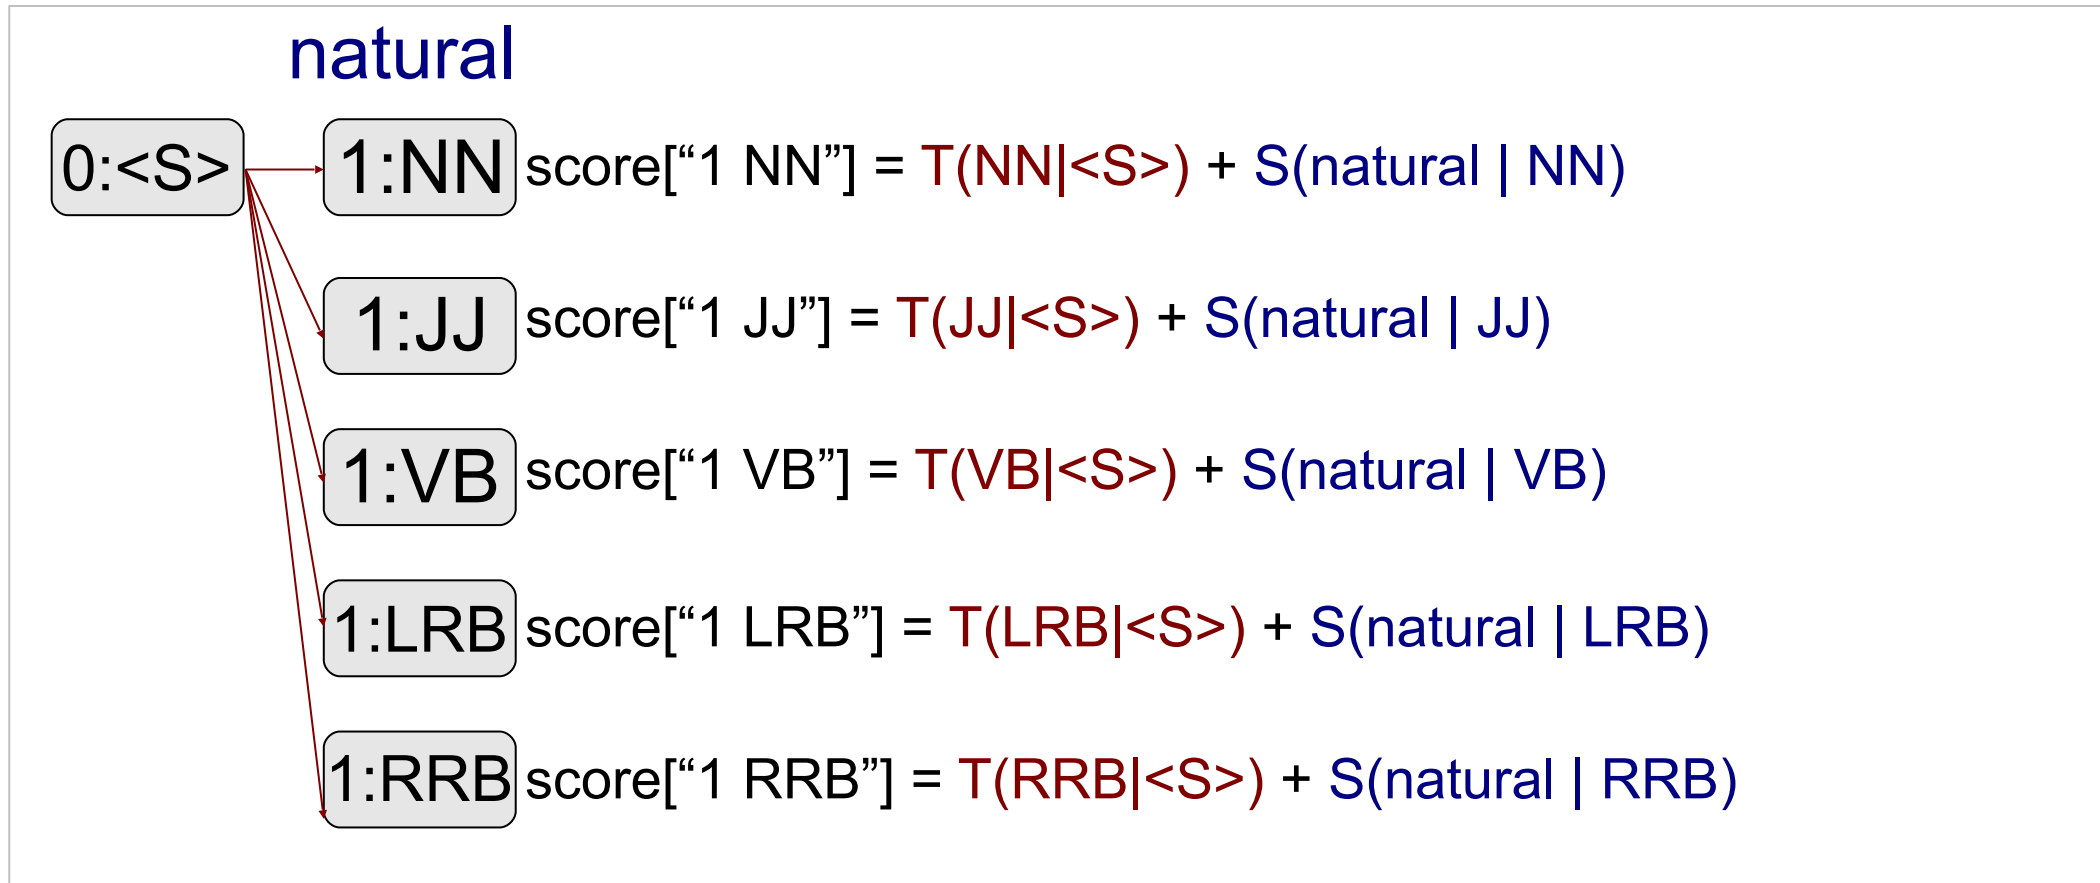 natural
0:<S> 1:NN score[“1 NN”] = T(NN|<S>) + S(natural | NN)
1:JJ score[“1 JJ”] = T(JJ|<S>) + S(natural | JJ)
1:VB score[“1 VB”] = T(VB|<S>) + S(natural | VB)
1:LRB score[“1 LRB”] = T(LRB|<S>) + S(natural | LRB)
1:RRB score[“1 RRB”] = T(RRB|<S>) + S(natural | RRB)